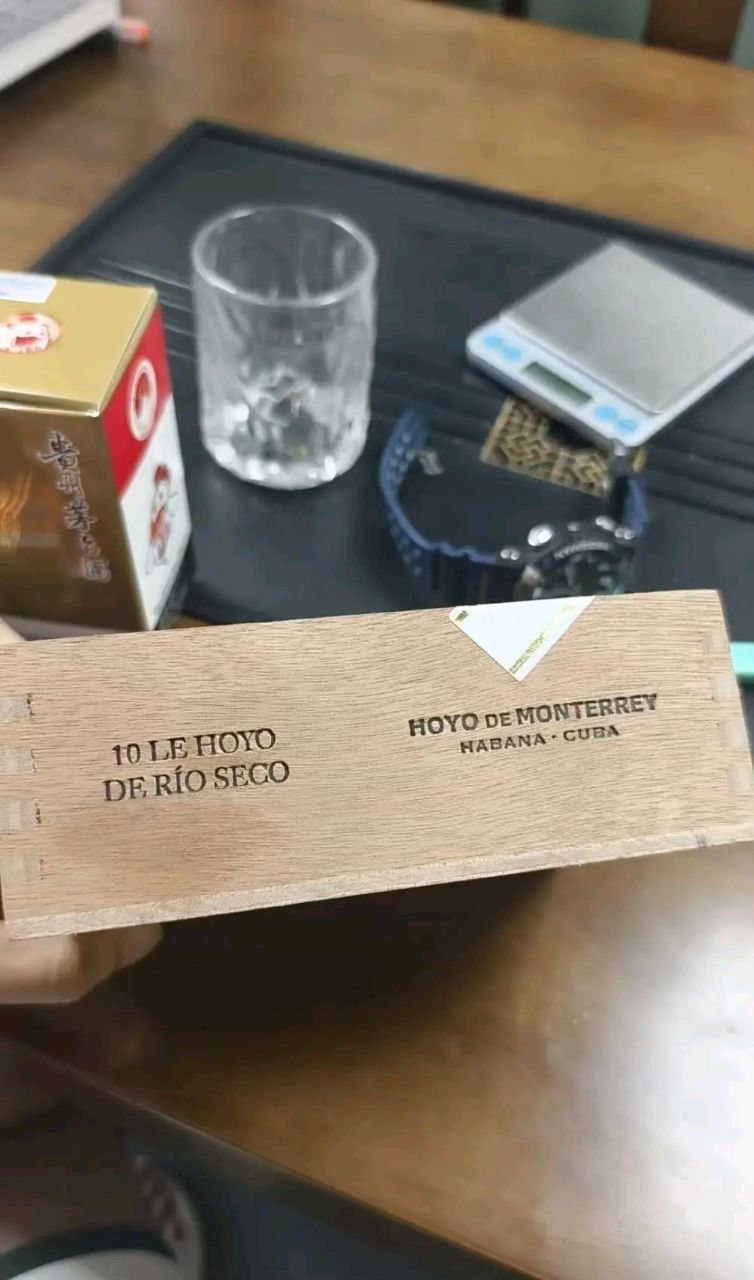 贵州茅台酒
10 LE HOYO
DE RÍO SECO
HOYO DE MONTERREY
HABANA · CUBA